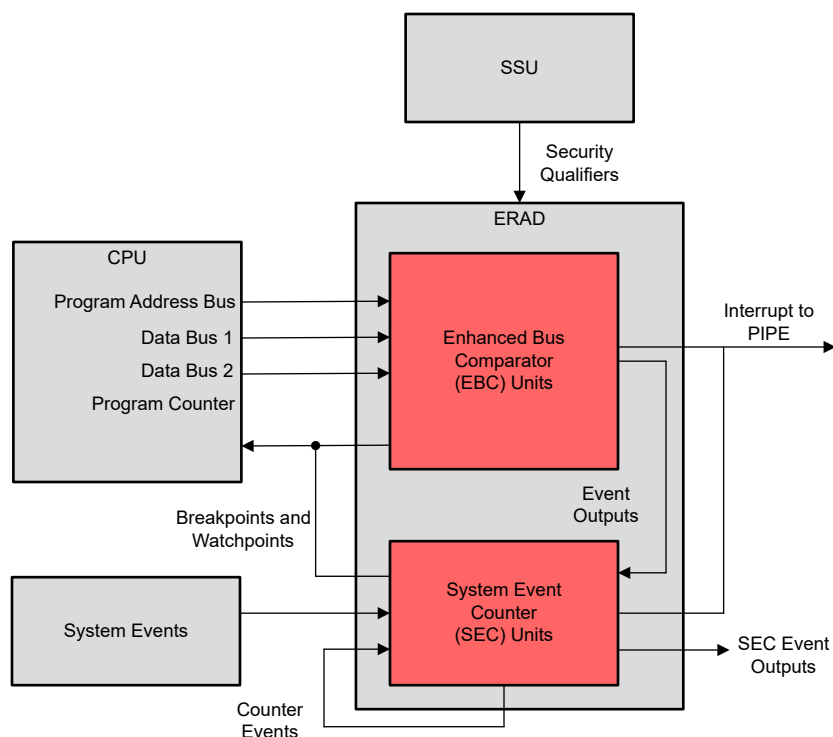 SSU
Security
Qualifiers
ERAD
CPU
Program Address Bus
Data Bus 1
Data Bus 2
Program Counter
Enhanced Bus
Comparator
(EBC) Units
Interrupt to
PIPE
Event
Outputs
Breakpoints and
Watchpoints
System Events
System Event
Counter
(SEC) Units
SEC Event
Outputs
Counter
Events